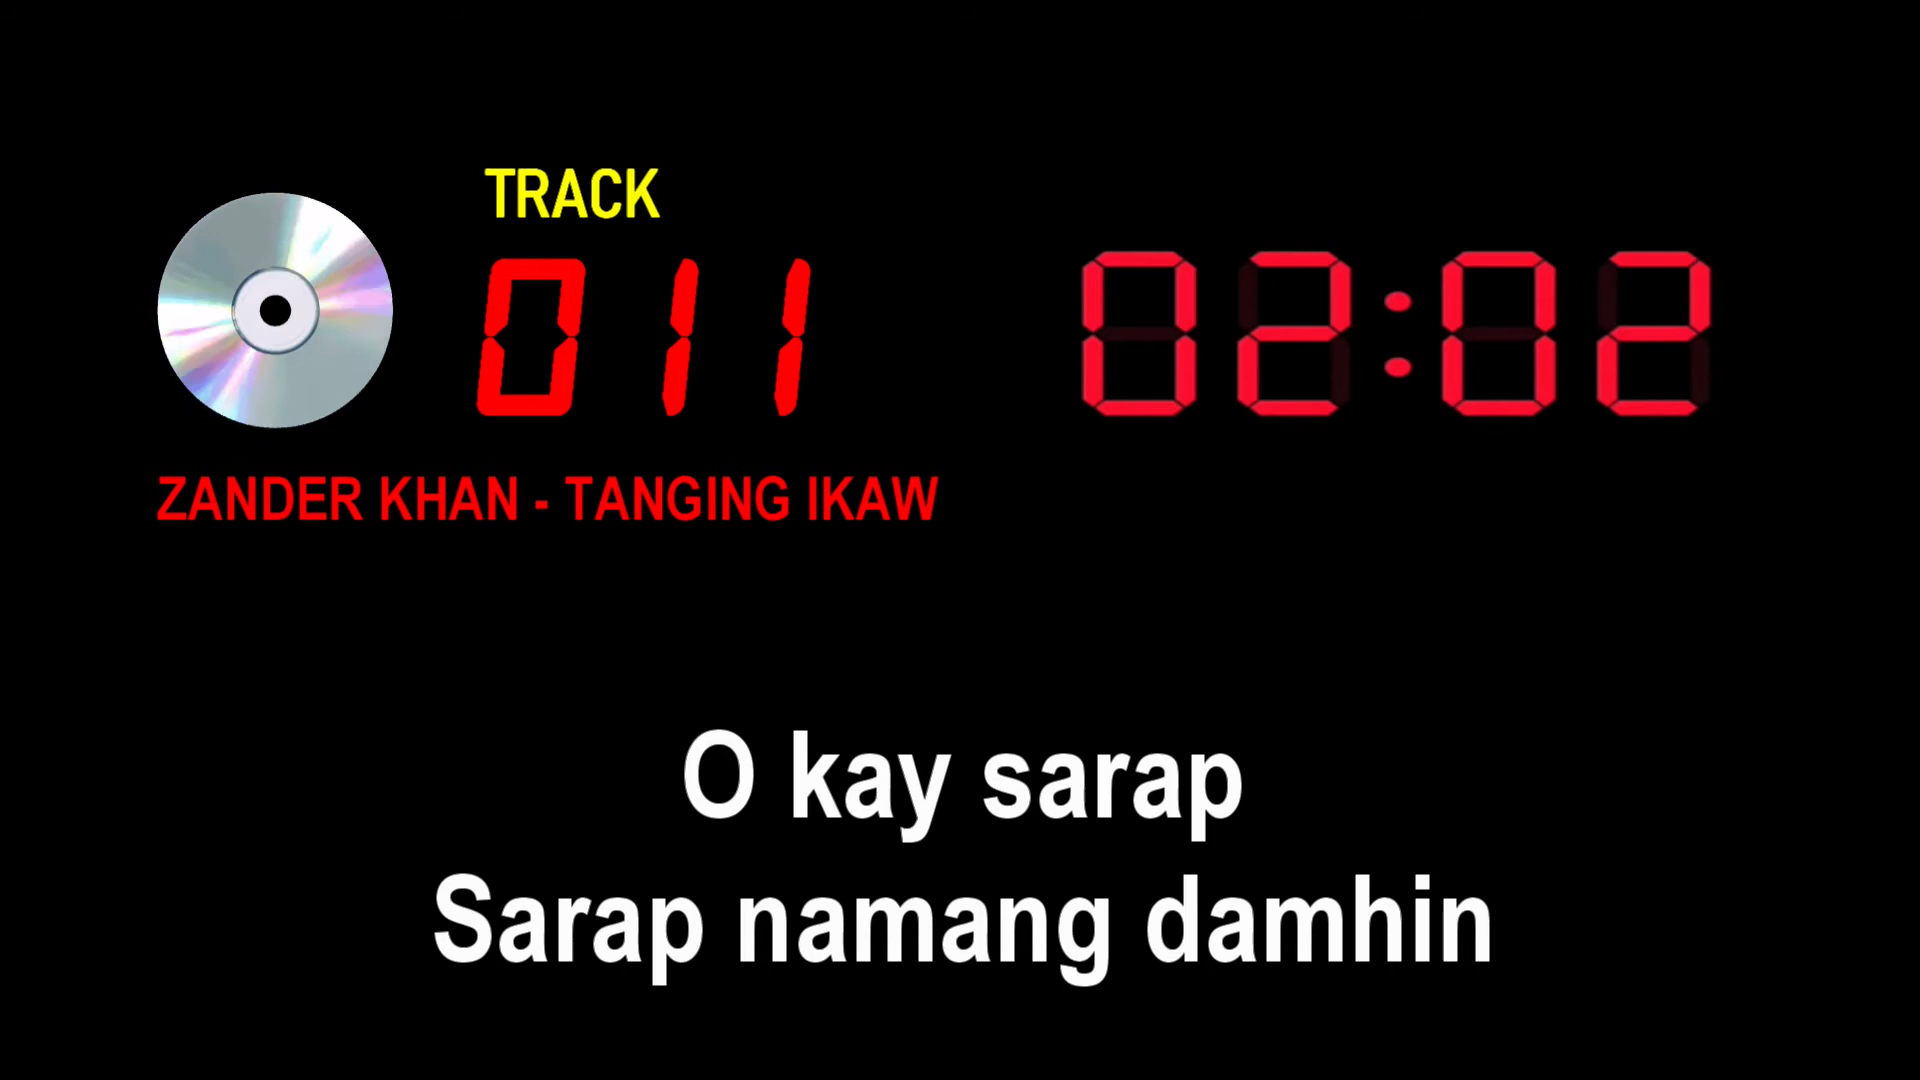 TRACK
011
02:02
ZANDER KHAN - TANGING IKAW
O kay sarap
Sarap namang damhin